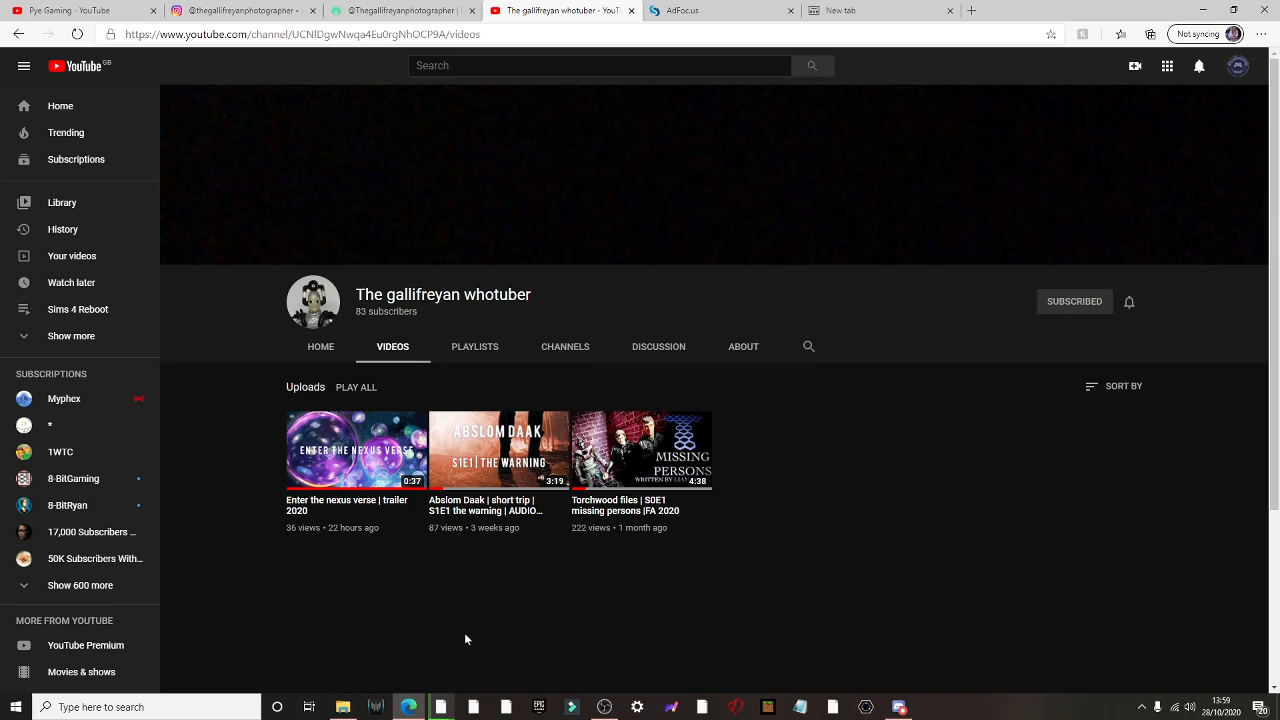 Pye Gaming - YouTube
@thegallifreyanphotographer •
@Thegallifreyanphotographer |
The gallifreyan whotuber - YouTu
AdFocus
New tab
https://www.youtube.com/channel/UCNlDgwNwqa4Eu0rgNhOCP9A/videos
Not syncing
YouTube GB
Search
Home
Trending
Subscriptions
Library
History
Your videos
Watch later
Sims 4 Reboot
Show more
SUBSCRIPTIONS
Myphex
*
1WTC
8-BitGaming
8-BitRyan
17,000 Subscribers ...
50K Subscribers With...
Show 600 more
MORE FROM YOUTUBE
YouTube Premium
Movies & shows
The gallifreyan whotuber
83 subscribers
SUBSCRIBED
HOME VIDEOS PLAYLISTS CHANNELS DISCUSSION ABOUT
Uploads PLAY ALL
SORT BY
ENTER THE NEXUS VERSE
0:37
Enter the nexus verse | trailer
2020
36 views • 22 hours ago
ABSLOM DAAK
S1E1 | THE WARNING
3:19
Abslom Daak | short trip |
S1E1 the warning | AUDIO...
87 views • 3 weeks ago
MISSING
PERSONS
4:38
Torchwood files | S0E1
missing persons |FA 2020
222 views • 1 month ago
Type here to search
EPIC
13:59
28/10/2020